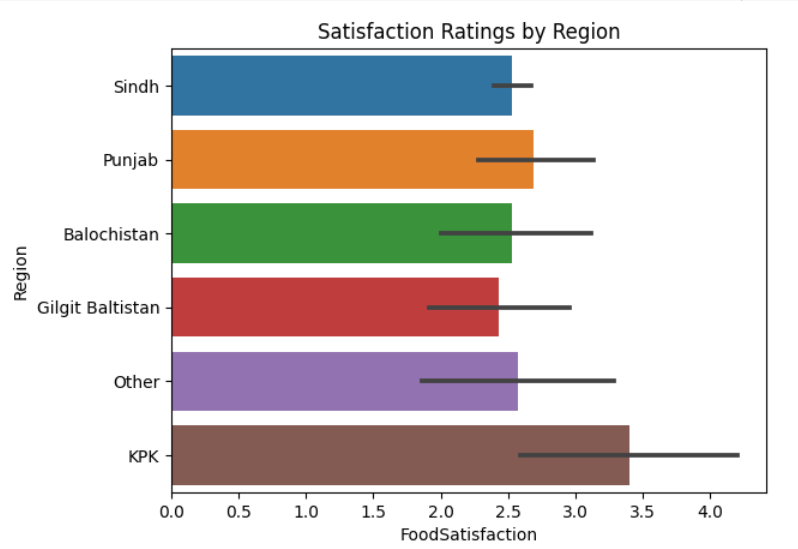 Satisfaction Ratings by Region
Sindh
Punjab
Balochistan
Gilgit Baltistan
Other
KPK
Region
0.0 0.5 1.0 1.5 2.0 2.5 3.0 3.5 4.0
FoodSatisfaction